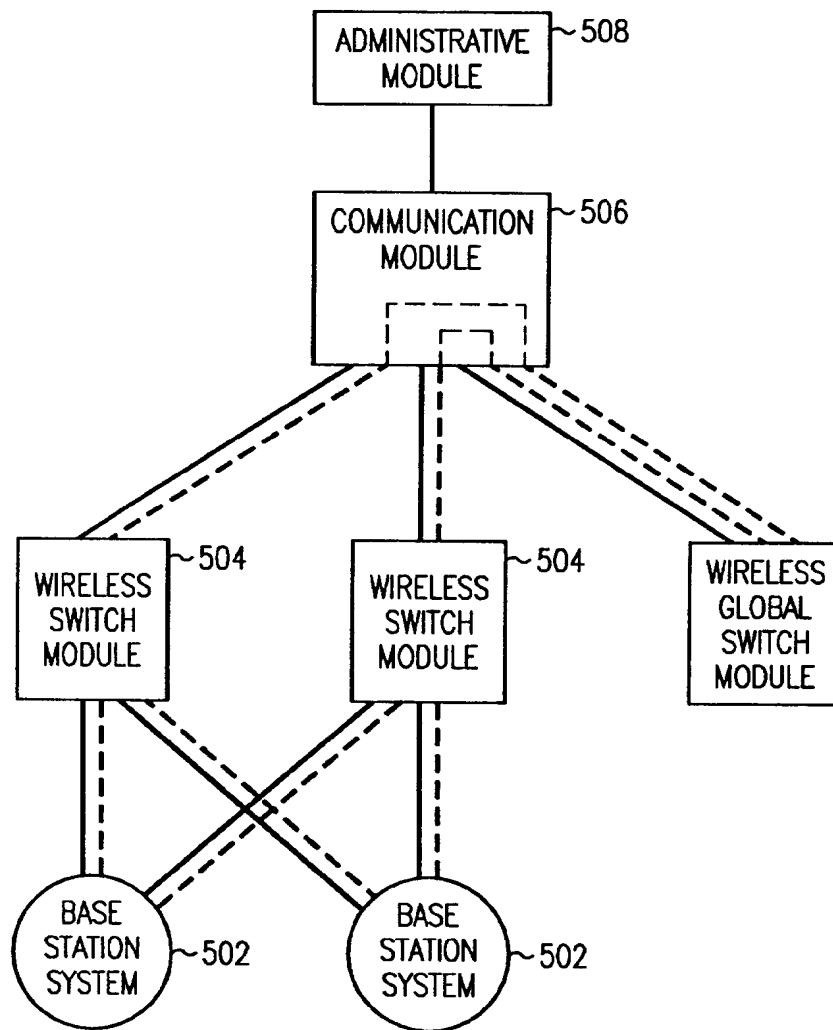 ADMINISTRATIVE
MODULE
508
COMMUNICATION
MODULE
506
WIRELESS
SWITCH
MODULE
504
WIRELESS
SWITCH
MODULE
504
WIRELESS
GLOBAL
SWITCH
MODULE
BASE
STATION
SYSTEM
502
BASE
STATION
SYSTEM
502